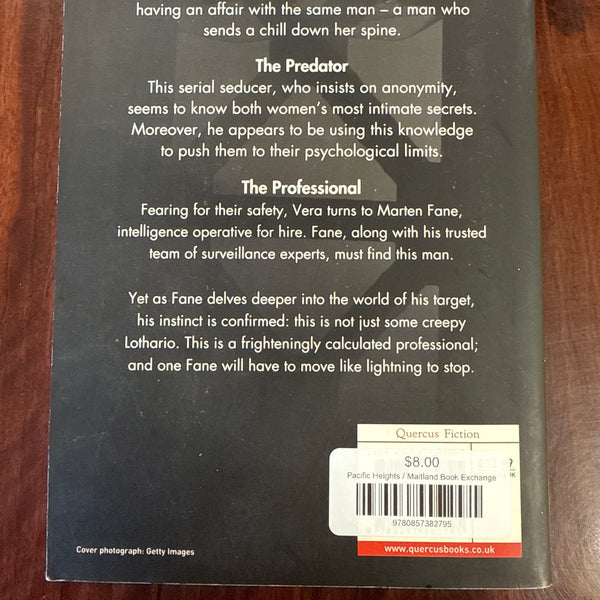 having an affair with the same man – a man who
sends a chill down her spine.
The Predator
This serial seducer, who insists on anonymity,
seems to know both women's most intimate secrets.
Moreover, he appears to be using this knowledge
to push them to their psychological limits.
The Professional
Fearing for their safety, Vera turns to Marten Fane,
intelligence operative for hire. Fane, along with his trusted
team of surveillance experts, must find this man.
Yet as Fane delves deeper into the world of his target,
his instinct is confirmed: this is not just some creepy
Lothario. This is a frighteningly calculated professional;
and one Fane will have to move like lightning to stop.
Quercus Fiction
$8.00
Pacific Heights / Maitland Book Exchange
9780857382795
www.quercusbooks.co.uk
Cover photograph: Getty Images